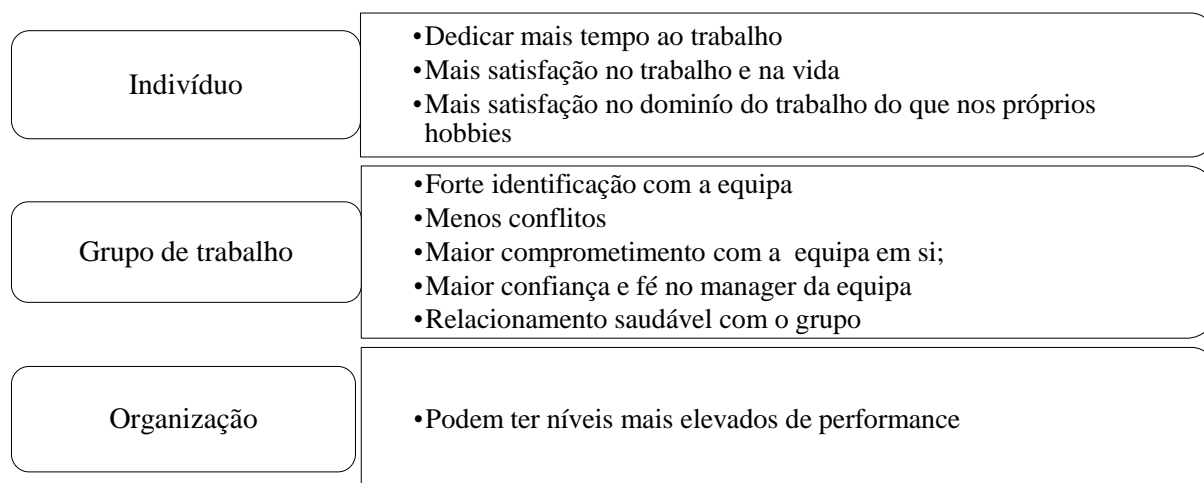 Indivíduo
•Dedicar mais tempo ao trabalho
•Mais satisfação no trabalho e na vida
•Mais satisfação no dominío do trabalho do que nos próprios
hobbies
Grupo de trabalho
•Forte identificação com a equipa
•Menos conflitos
•Maior comprometimento com a equipa em si;
•Maior confiança e fé no manager da equipa
•Relacionamento saudável com o grupo
Organização
•Podem ter níveis mais elevados de performance